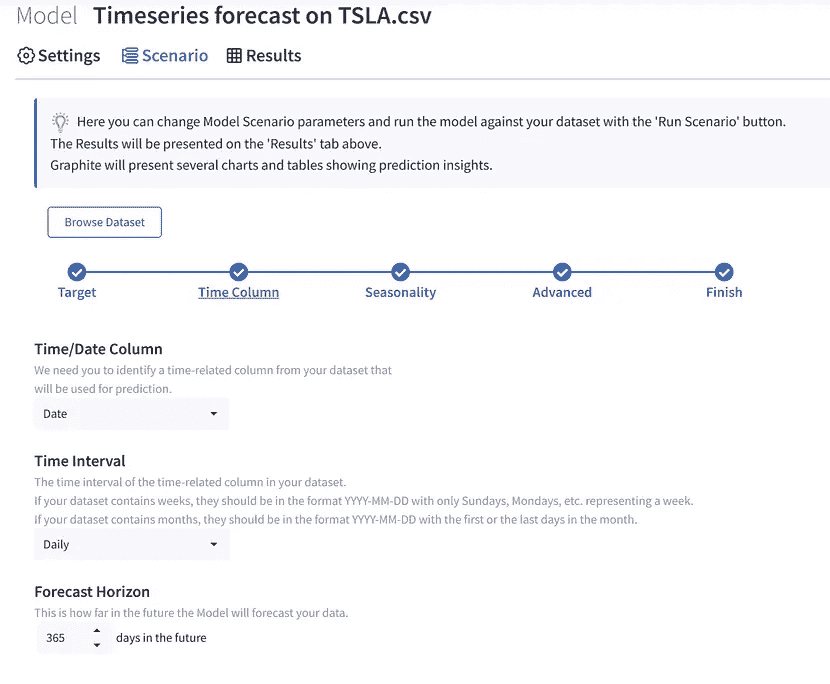 Model Timeseries forecast on TSLA.csv
Settings Scenario Results
Here you can change Model Scenario parameters and run the model against your dataset with the 'Run Scenario' button.
The Results will be presented on the 'Results' tab above.
Graphite will present several charts and tables showing prediction insights.
Browse Dataset
Target Time Column Seasonality Advanced Finish
Time/Date Column
We need you to identify a time-related column from your dataset that
will be used for prediction.
Date
Time Interval
The time interval of the time-related column in your dataset.
If your dataset contains weeks, they should be in the format YYYY-MM-DD with only Sundays, Mondays, etc. representing a week.
If your dataset contains months, they should be in the format YYYY-MM-DD with the first or the last days in the month.
Daily
Forecast Horizon
This is how far in the future the Model will forecast your data.
365 days in the future